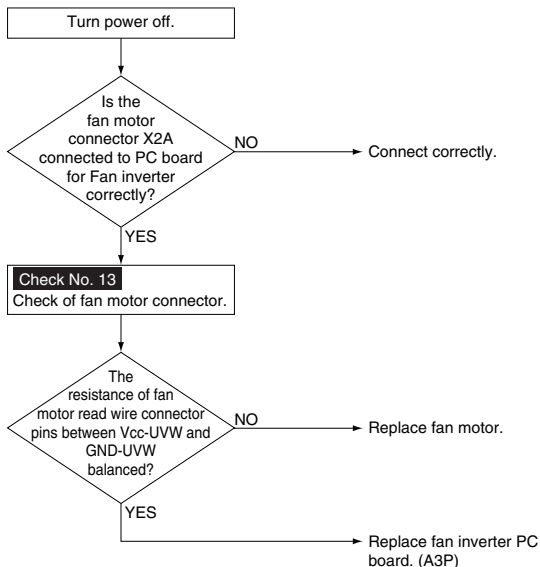 Turn power off.
Is the
fan motor
connector X2A
connected to PC board
for Fan inverter
correctly?
NO
Connect correctly.
YES
Check No. 13
Check of fan motor connector.
The
resistance of fan
motor read wire connector
pins between Vcc-UVW and
GND-UVW
balanced?
NO
Replace fan motor.
YES
Replace fan inverter PC
board. (A3P)